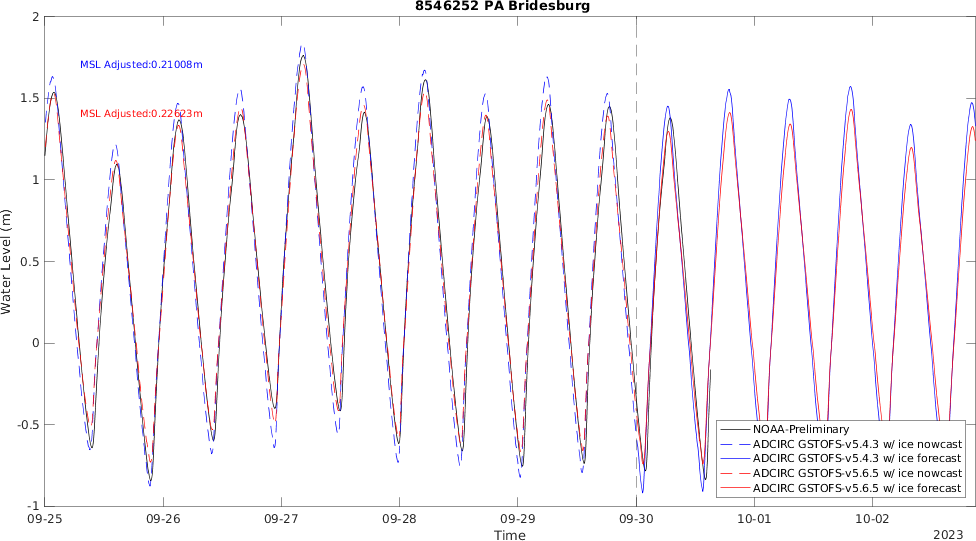 8546252 PA Bridesburg
2
1.5
1
0.5
0
-0.5
-1
Water Level (m)
MSL Adjusted:0.21008m
MSL Adjusted:0.22623m
NOAA-Preliminary
ADCIRC GSTOFS-v5.4.3 w/ ice nowcast
ADCIRC GSTOFS-v5.4.3 w/ ice forecast
ADCIRC GSTOFS-v5.6.5 w/ ice nowcast
ADCIRC GSTOFS-v5.6.5 w/ ice forecast
09-25 09-26 09-27 09-28 09-29 09-30 10-01 10-02
Time
2023